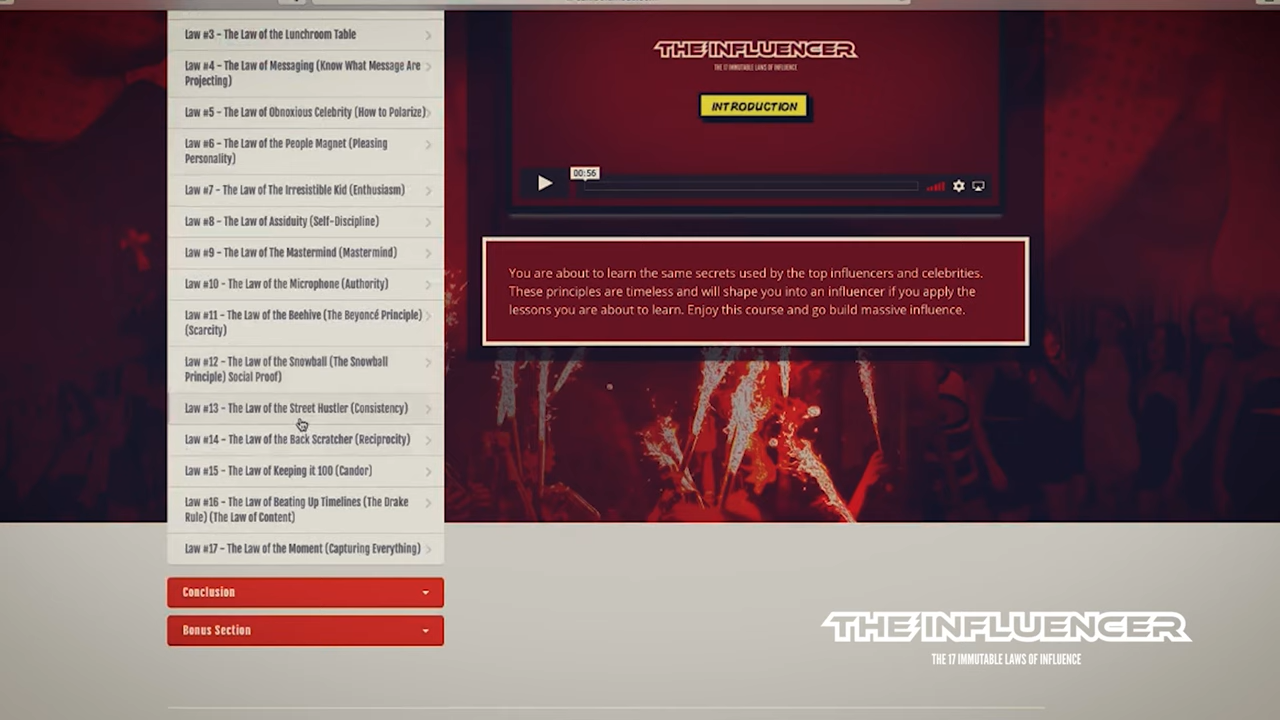 Law #3 - The Law of the Lunchroom Table
Law #4 - The Law of Messaging (Know What Message Are
Projecting)
Law #5 - The Law of Obnoxious Celebrity (How to Polarize)
Law #6 - The Law of the People Magnet (Pleasing
Personality)
Law #7 - The Law of The Irresistible Kid (Enthusiasm)
Law #8 - The Law of Assiduity (Self-Discipline)
Law #9 - The Law of The Mastermind (Mastermind)
Law #10 - The Law of the Microphone (Authority)
Law #11 - The Law of the Beehive (The Beyoncé Principle)
(Scarcity)
Law #12 - The Law of the Snowball (The Snowball
Principle) Social Proof)
Law #13 - The Law of the Street Hustler (Consistency)
Law #14 - The Law of the Back Scratcher (Reciprocity)
Law #15 - The Law of Keeping it 100 (Candor)
Law #16 - The Law of Beating Up Timelines (The Drake
Rule) (The Law of Content)
Law #17 - The Law of the Moment (Capturing Everything)
Conclusion
Bonus Section
THE INFLUENCER
THE 17 IMMUTABLE LAWS OF INFLUENCE
INTRODUCTION
00:56
You are about to learn the same secrets used by the top influencers and celebrities.
These principles are timeless and will shape you into an influencer if you apply the
lessons you are about to learn. Enjoy this course and go build massive influence.
THE INFLUENCER
THE 17 IMMUTABLE LAWS OF INFLUENCE